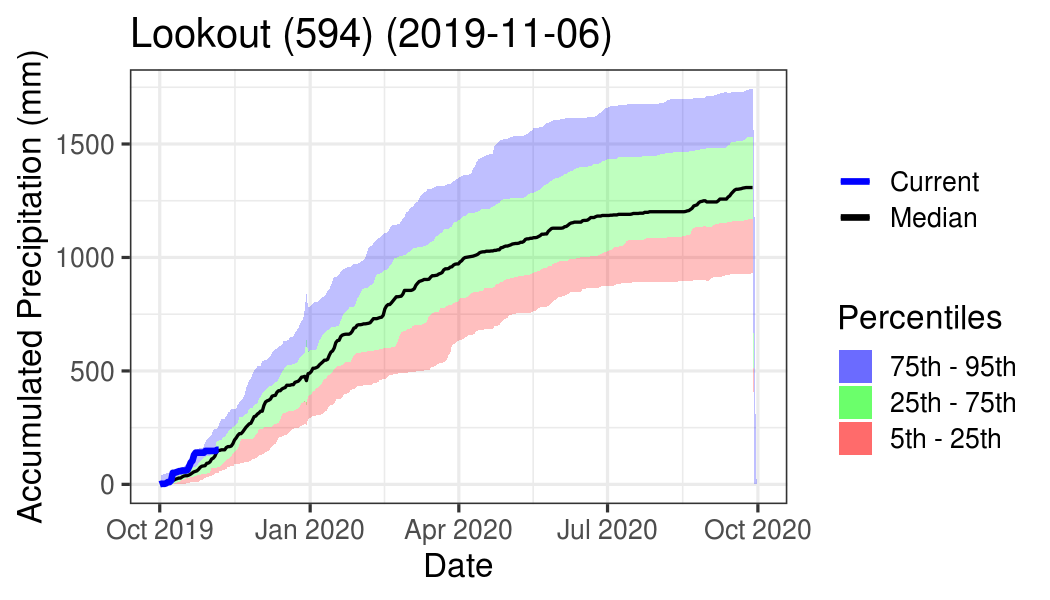 Lookout (594) (2019-11-06)
Accumulated Precipitation (mm)
1500
1000
500
0
Oct 2019
Jan 2020
Apr 2020
Jul 2020
Oct 2020
Date
Current
Median
Percentiles
75th - 95th
25th - 75th
5th - 25th